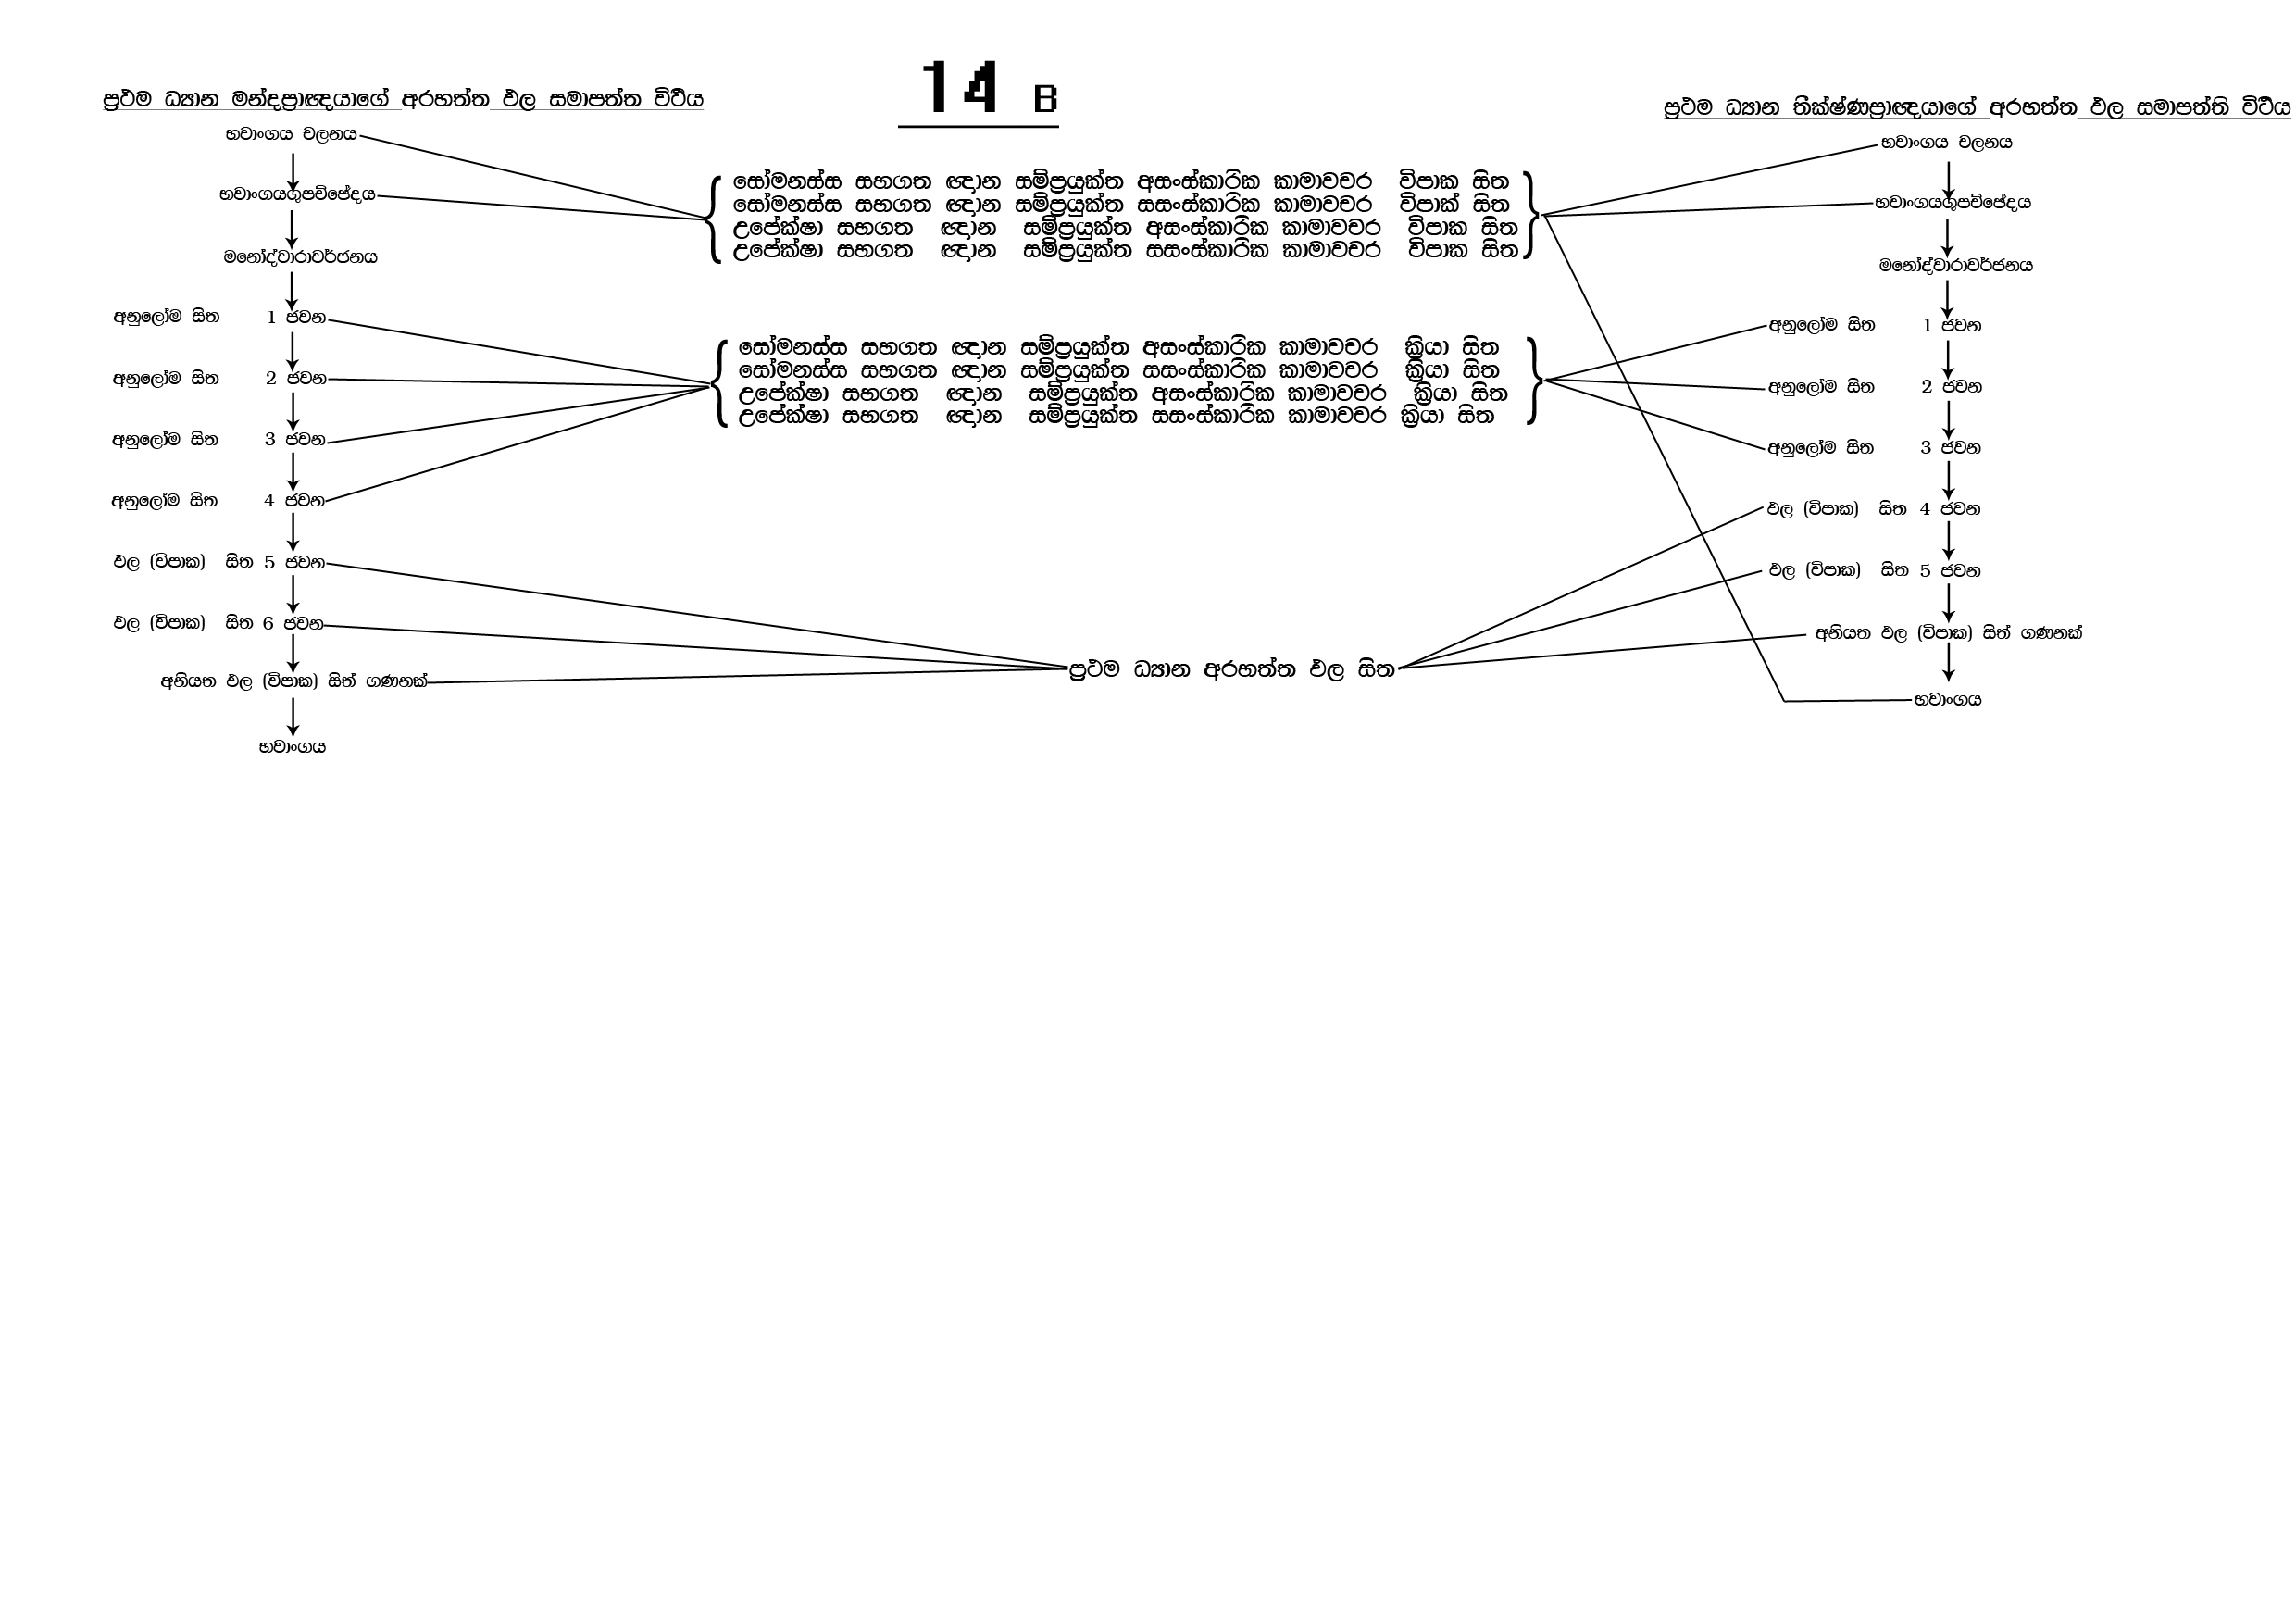 14 B
ප්‍රථම ධ්‍යාන මන්දප්‍රාඥයාගේ අරහත්ත ඵල සමාපත්ත වීථිය
භවාංගය චලනය
භවාංගයගුපච්ඡේදය
මනෝද්වාරාවර්ජනය
අනුලෝම සිත 1 ජවන
අනුලෝම සිත 2 ජවන
අනුලෝම සිත 3 ජවන
අනුලෝම සිත 4 ජවන
ඵල (විපාක) සිත 5 ජවන
ඵල (විපාක) සිත 6 ජවන
අනියත ඵල (විපාක) සිත් ගණනක්
භවාංගය
සෝමනස්ස සහගත ඥාන සම්ප්‍රයුක්ත අසංස්කාරික කාමාවචර විපාක සිත
සෝමනස්ස සහගත ඥාන සම්ප්‍රයුක්ත සසංස්කාරික කාමාවචර විපාක් සිත
උපේක්ෂා සහගත ඥාන සම්ප්‍රයුක්ත අසංස්කාරික කාමාවචර විපාක සිත
උපේක්ෂා සහගත ඥාන සම්ප්‍රයුක්ත සසංස්කාරික කාමාවචර විපාක සිත
සෝමනස්ස සහගත ඥාන සම්ප්‍රයුක්ත අසංස්කාරික කාමාවචර ක්‍රියා සිත
සෝමනස්ස සහගත ඥාන සම්ප්‍රයුක්ත සසංස්කාරික කාමාවචර ක්‍රියා සිත
උපේක්ෂා සහගත ඥාන සම්ප්‍රයුක්ත අසංස්කාරික කාමාවචර ක්‍රියා සිත
උපේක්ෂා සහගත ඥාන සම්ප්‍රයුක්ත සසංස්කාරික කාමාවචර ක්‍රියා සිත
ප්‍රථම ධ්‍යාන අරහත්ත ඵල සිත
ප්‍රථම ධ්‍යාන තීක්ෂ්ණප්‍රාඥයාගේ අරහත්ත ඵල සමාපත්ති වීථිය
භවාංගය චලනය
භවාංගයගුපච්ඡේදය
මනෝද්වාරාවර්ජනය
අනුලෝම සිත 1 ජවන
අනුලෝම සිත 2 ජවන
අනුලෝම සිත 3 ජවන
ඵල (විපාක) සිත 4 ජවන
ඵල (විපාක) සිත 5 ජවන
අනියත ඵල (විපාක) සිත් ගණනක්
භවාංගය